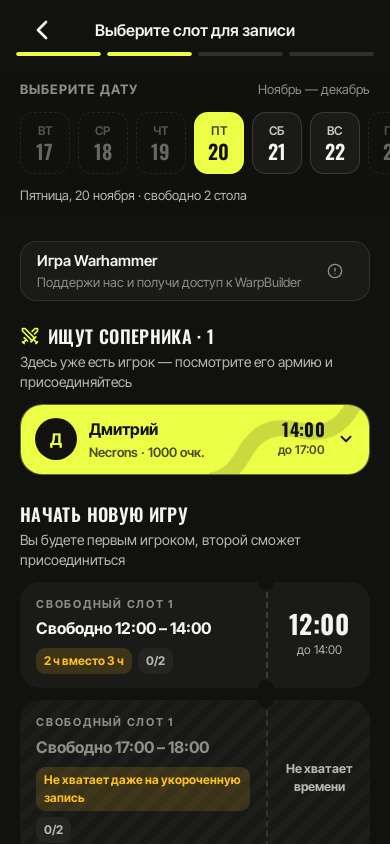 Выберите слот для записи
ВЫБЕРИТЕ ДАТУ
Ноябрь — декабрь
ВТ
17
СР
18
ЧТ
19
ПТ
20
СБ
21
ВС
22
Пятница, 20 ноября · свободно 2 стола
Игра Warhammer
Поддержи нас и получи доступ к WarpBuilder
ИЩУТ СОПЕРНИКА · 1
Здесь уже есть игрок — посмотрите его армию и
присоединяйтесь
Д
Дмитрий
Necrons · 1000 очк.
14:00
до 17:00
НАЧАТЬ НОВУЮ ИГРУ
Вы будете первым игроком, второй сможет
присоединиться
СВОБОДНЫЙ СЛОТ 1
Свободно 12:00 – 14:00
2 ч вместо 3 ч
0/2
12:00
до 14:00
СВОБОДНЫЙ СЛОТ 1
Свободно 17:00 – 18:00
Не хватает даже на укороченную
запись
0/2
Не хватает
времени